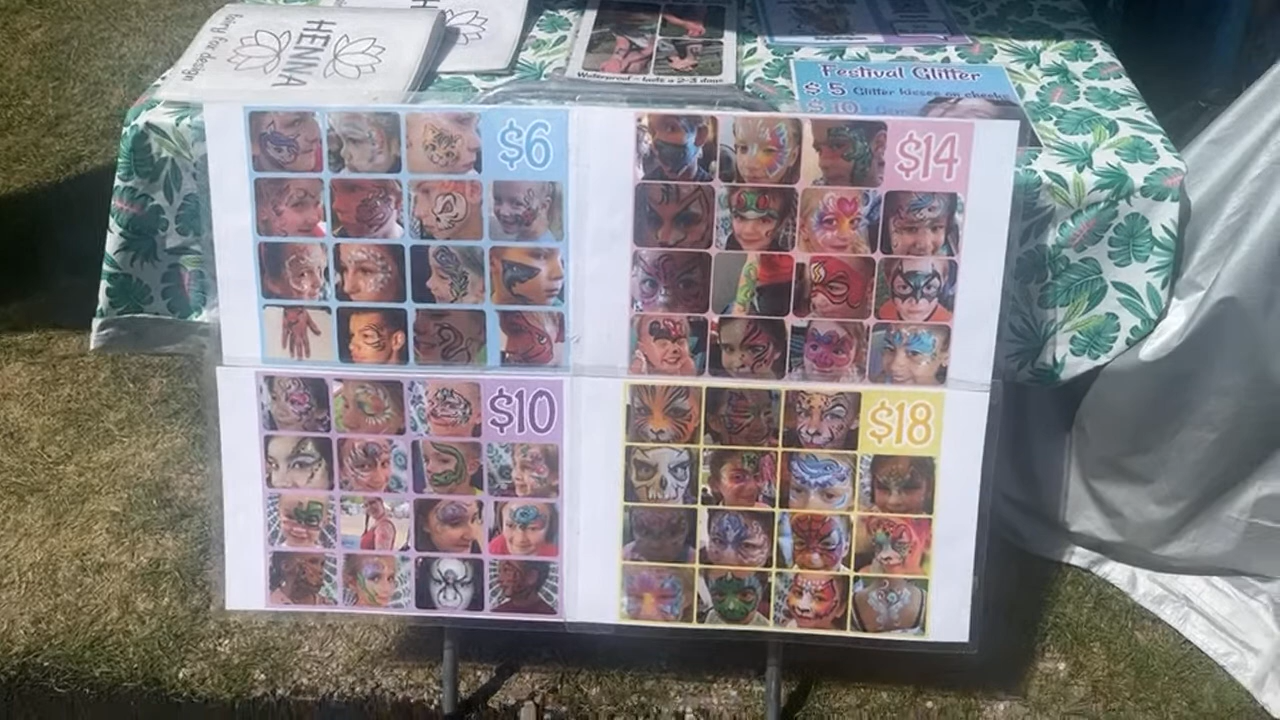 HENNA
H
Waterproof - lasts 2-3 days
Festival Glitter
$5 Glitter kisses on cheeks
$10
$6
$14
$10
$18